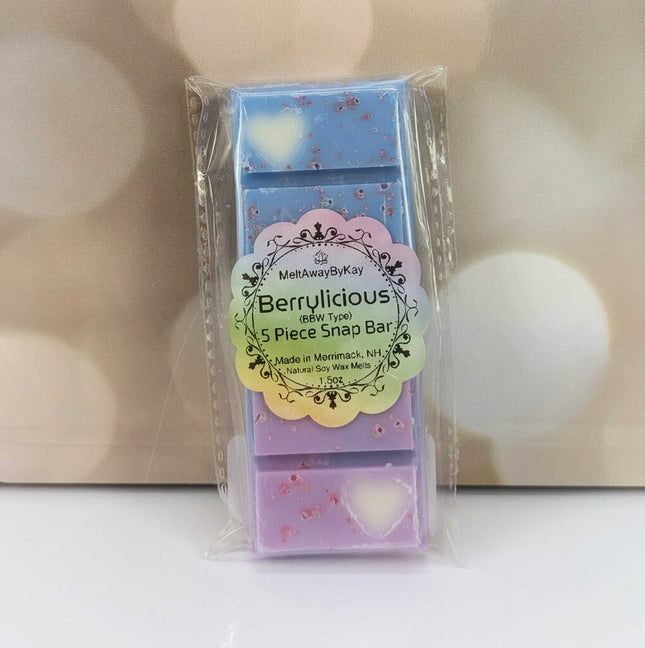 MeltAwayByKay
Berrylicious
(BBW Type)
5 Piece Snap Bar
Made in Merrimack, NH
Natural Soy Wax Melts
1.5oz